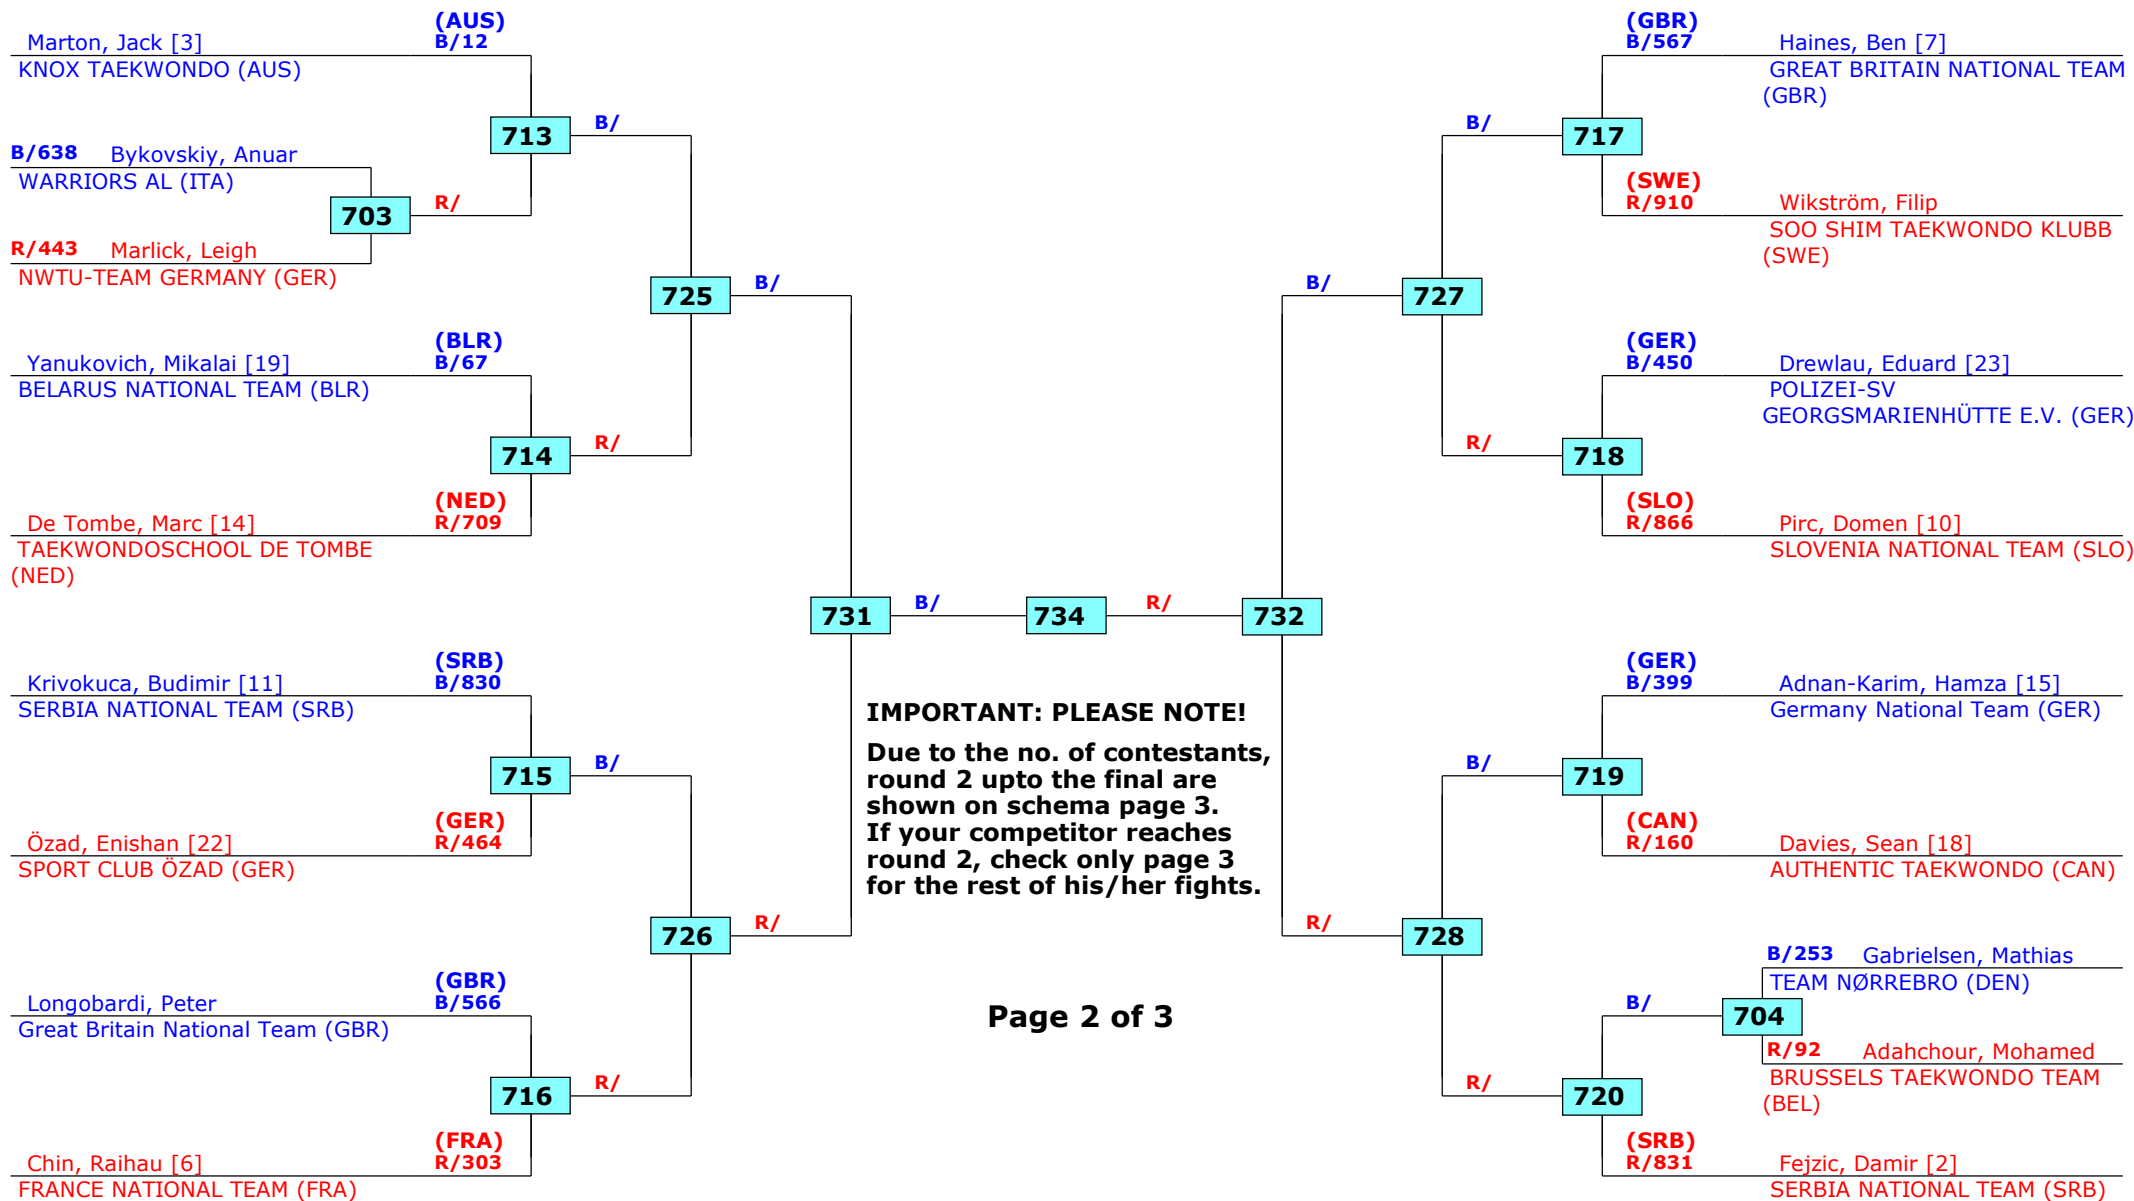 (AUS)
Marton, Jack [3] B/12
KNOX TAEKWONDO (AUS)
713 B/
B/638 Bykovskiy, Anuar
WARRIORS AL (ITA)
703 R/
R/443 Marlick, Leigh
NWTU-TEAM GERMANY (GER)
725 B/
(BLR)
Yanukovich, Mikalai [19] B/67
BELARUS NATIONAL TEAM (BLR)
714 R/
(NED)
De Tombe, Marc [14] R/709
TAEKWONDOSCHOOL DE TOMBE
(NED)
731 B/ 734 R/ 732
(SRB)
Krivokuca, Budimir [11] B/830
SERBIA NATIONAL TEAM (SRB)
715 B/
(GER)
Özad, Enishan [22] R/464
SPORT CLUB ÖZAD (GER)
726 R/
(GBR)
Longobardi, Peter B/566
Great Britain National Team (GBR)
716 R/
(FRA)
Chin, Raihau [6] R/303
FRANCE NATIONAL TEAM (FRA)
IMPORTANT: PLEASE NOTE!
Due to the no. of contestants,
round 2 upto the final are
shown on schema page 3.
If your competitor reaches
round 2, check only page 3
for the rest of his/her fights.
Page 2 of 3
(GBR)
B/567 Haines, Ben [7]
GREAT BRITAIN NATIONAL TEAM
(GBR)
B/ 717
(SWE)
R/910 Wikström, Filip
SOO SHIM TAEKWONDO KLUBB
(SWE)
B/ 727
(GER)
B/450 Drewlau, Eduard [23]
POLIZEI-SV
GEORGSMARIENHÜTTE E.V. (GER)
R/ 718
(SLO)
R/866 Pirc, Domen [10]
SLOVENIA NATIONAL TEAM (SLO)
(GER)
B/399 Adnan-Karim, Hamza [15]
Germany National Team (GER)
B/ 719
(CAN)
R/160 Davies, Sean [18]
AUTHENTIC TAEKWONDO (CAN)
R/ 728
B/253 Gabrielsen, Mathias
TEAM NØRREBRO (DEN)
B/ 704
R/92 Adahchour, Mohamed
BRUSSELS TAEKWONDO TEAM
(BEL)
R/ 720
(SRB)
R/831 Fejzic, Damir [2]
SERBIA NATIONAL TEAM (SRB)